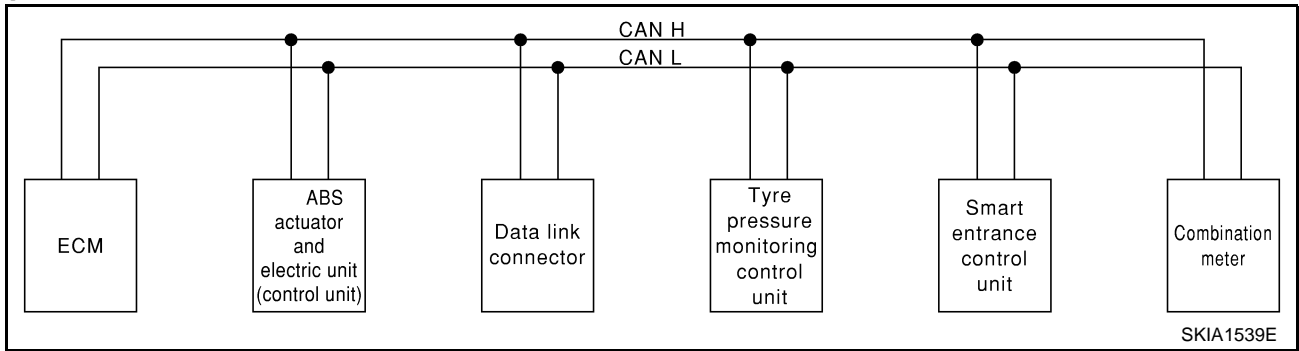 CAN H
CAN L
ECM
ABS
actuator
and
electric unit
(control unit)
Data link
connector
Tyre
pressure
monitoring
control
unit
Smart
entrance
control
unit
Combination
meter
SKIA1539E